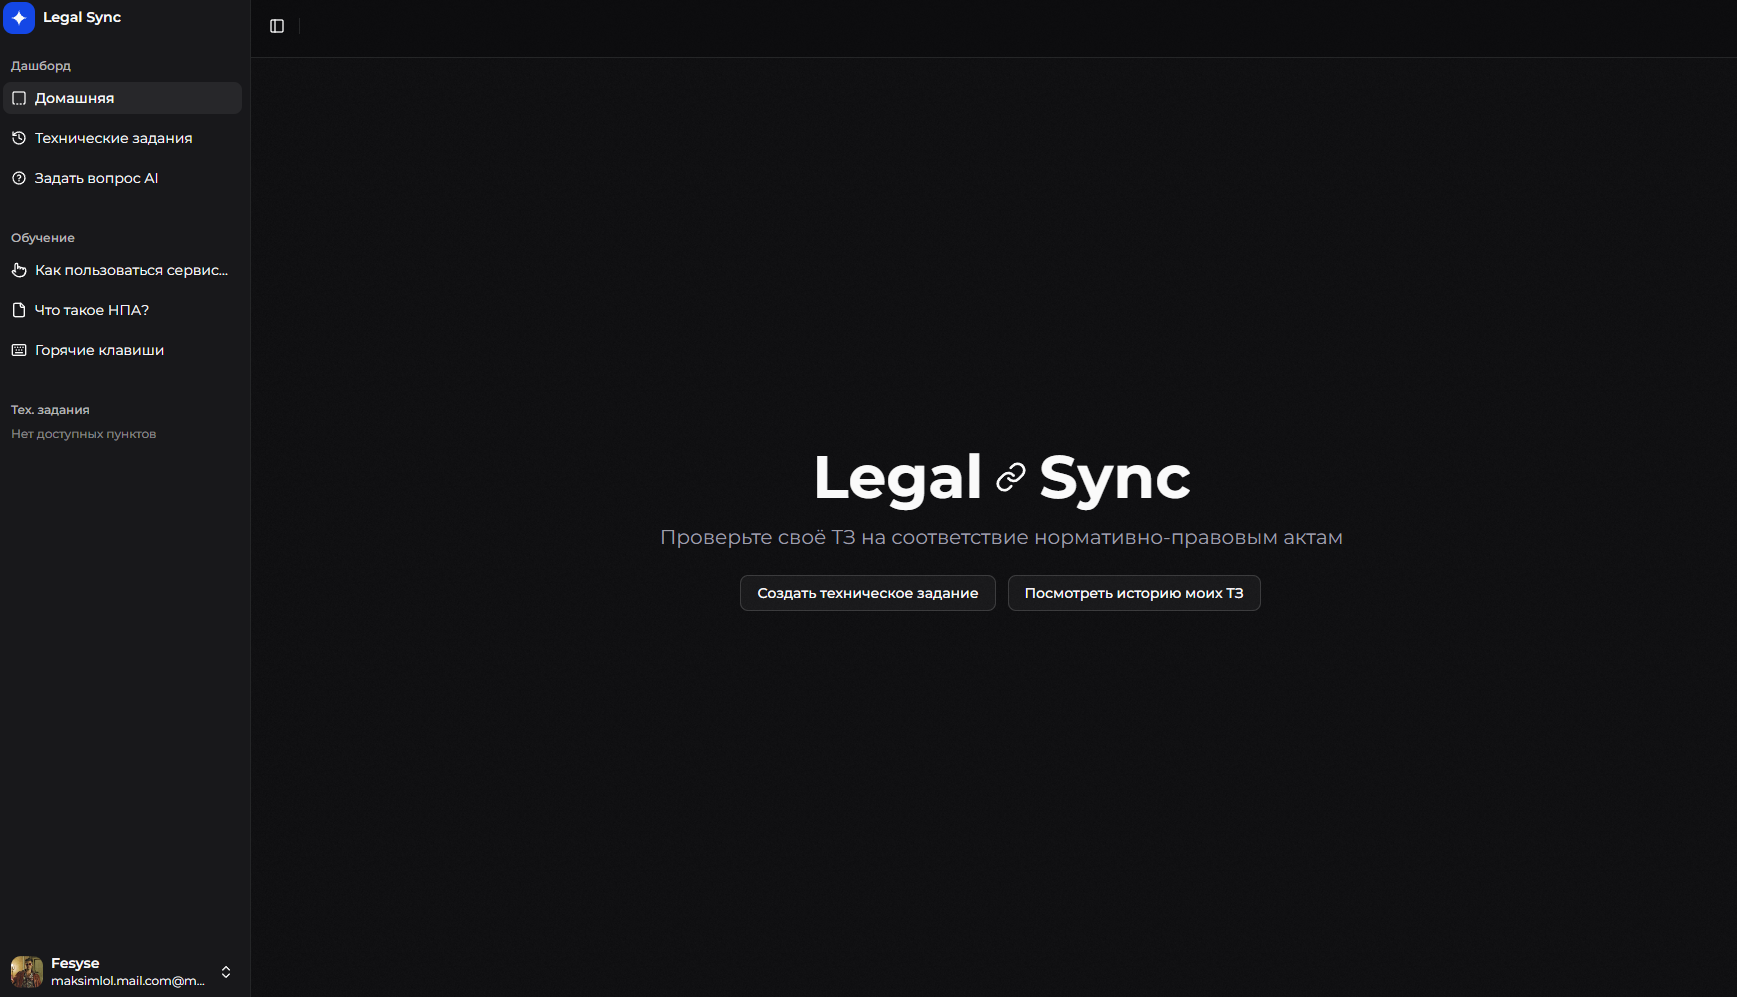 Legal Sync
Дашборд
Домашняя
Технические задания
Задать вопрос AI
Обучение
Как пользоваться сервис...
Что такое НПА?
Горячие клавиши
Тех. задания
Нет доступных пунктов
Legal Sync
Проверьте своё ТЗ на соответствие нормативно-правовым актам
Создать техническое задание
Посмотреть историю моих ТЗ
Fesyse
maksimlol.mail.com@m...